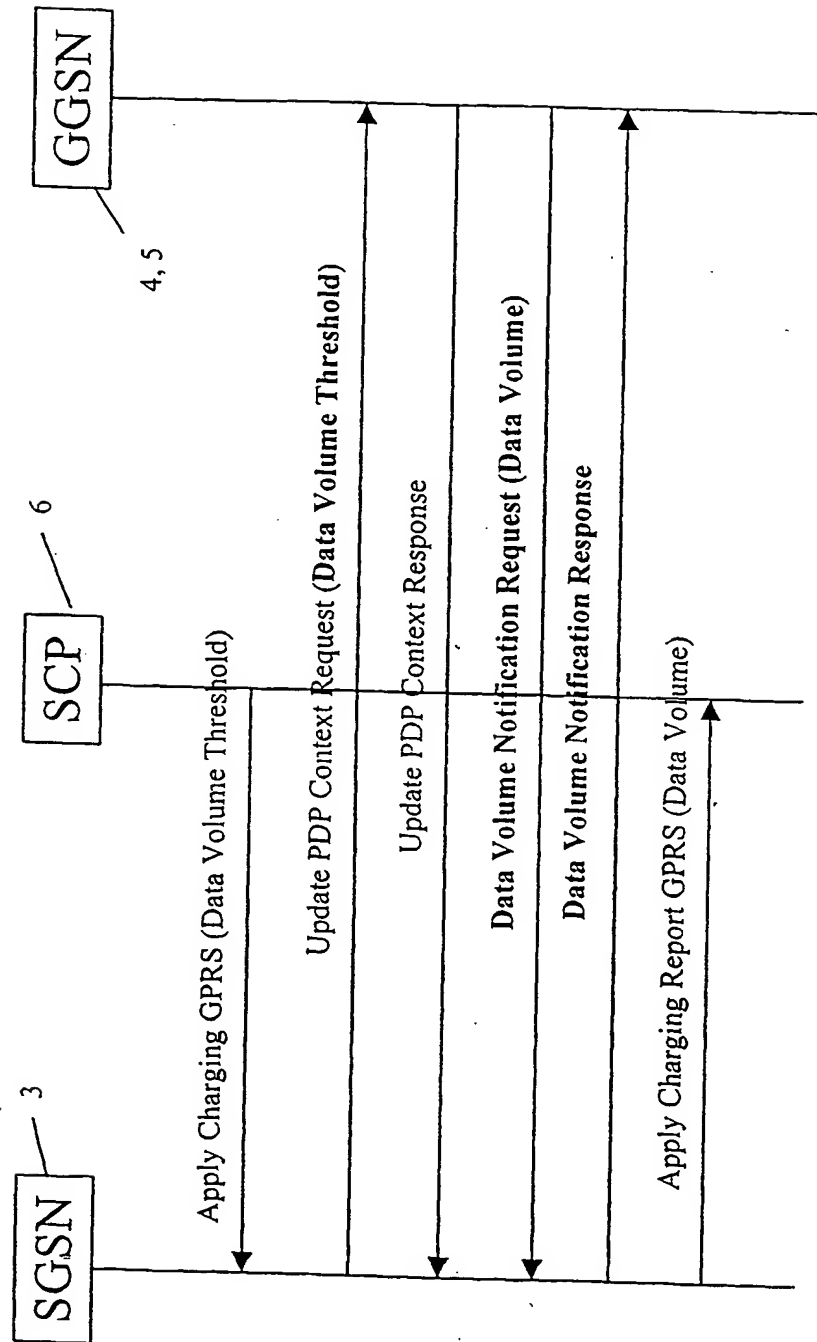 SGSN
3
SCP
6
GGSN
4, 5
Apply Charging GPRS (Data Volume Threshold)
Update PDP Context Request (Data Volume Threshold)
Update PDP Context Response
Data Volume Notification Request (Data Volume)
Data Volume Notification Response
Apply Charging Report GPRS (Data Volume)